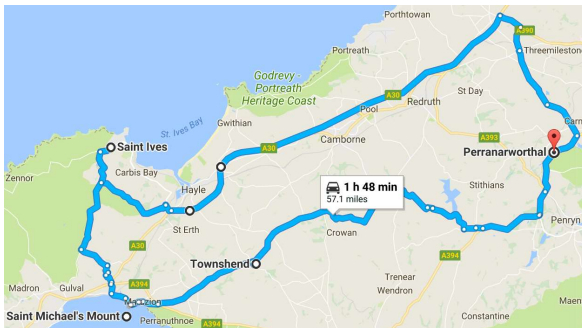 Porthtowan
A390
Threemileston
Portreath
Godrevy -
Portreath
Heritage Coast
St Day
A30
Redruth
Pool
Gwithian
St. Ives Bay
A393
Camborne
A30
Saint Ives
Perranarworthal
Carbis Bay
Zennor
Hayle
1 h 48 min
57.1 miles
Stithians
St Erth
Penryn
Crowan
A30
A394
Townshend
Trenear
Madron
Gulval
A394
Wendron
Saint Michael's Mount
Perranuthnoe
A394
Constantine